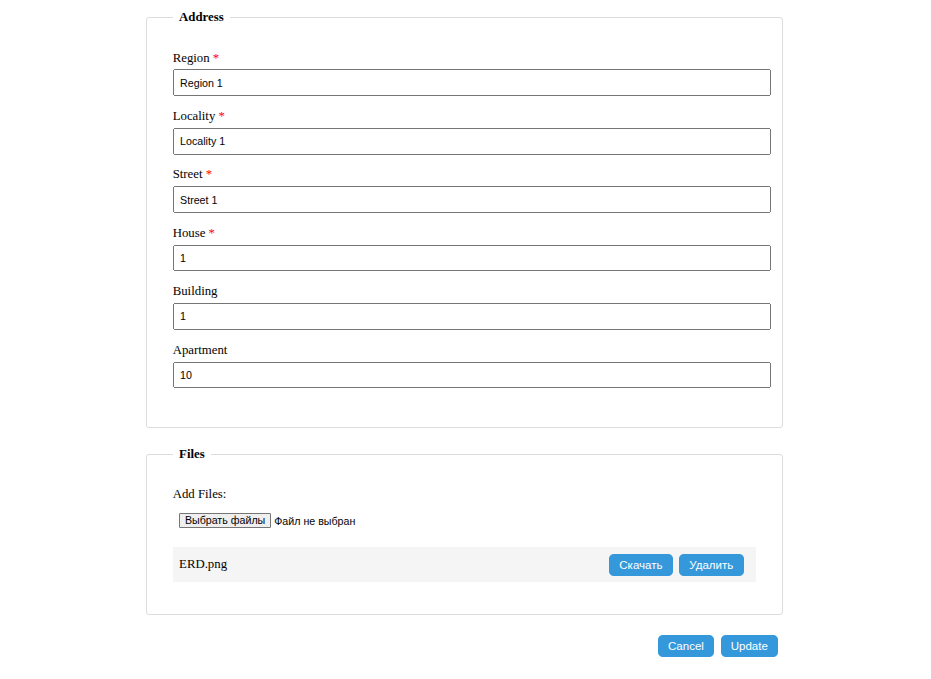 Address
Region *
Region 1
Locality *
Locality 1
Street *
Street 1
House *
1
Building
1
Apartment
10
Files
Add Files:
Выбрать файлы Файл не выбран
ERD.png Скачать Удалить
Cancel Update